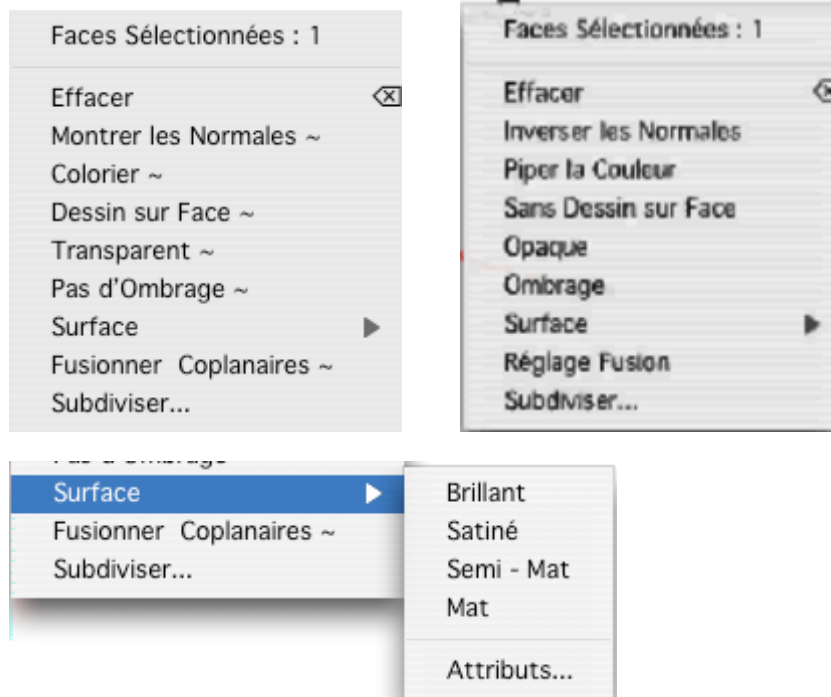 Faces Sélectionnées : 1
Effacer
Montrer les Normales ~
Colorier ~
Dessin sur Face ~
Transparent ~
Pas d'Ombrage ~
Surface
Fusionner Coplanaires ~
Subdiviser...
Faces Sélectionnées : 1
Effacer
Inverser les Normales
Piper la Couleur
Sans Dessin sur Face
Opaque
Ombrage
Surface
Réglage Fusion
Subdiviser...
Surface
Fusionner Coplanaires ~
Subdiviser...
Brillant
Satiné
Semi - Mat
Mat
Attributs...